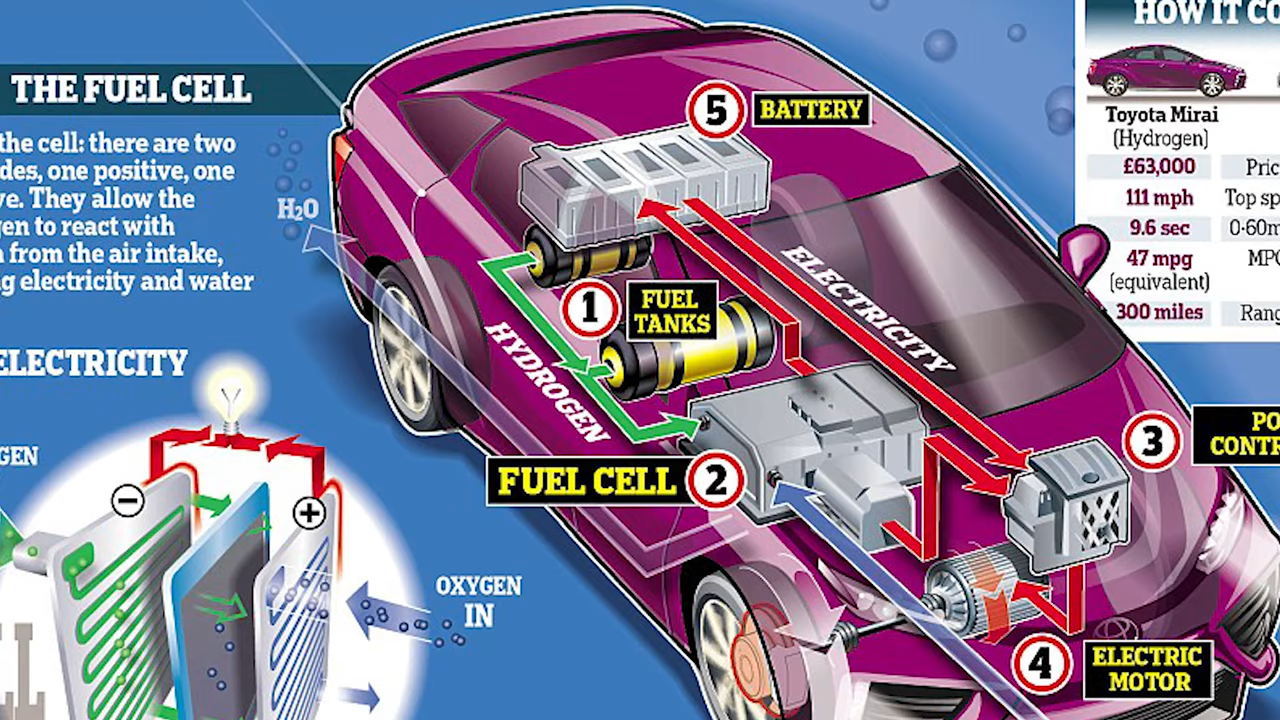 THE FUEL CELL
the cell: there are two
des, one positive, one
ve. They allow the
gen to react with
from the air intake,
g electricity and water
H₂O
ELECTRICITY
GEN
−
+
OXYGEN
IN
5 BATTERY
1 FUEL
TANKS
HYDROGEN
ELECTRICITY
FUEL CELL 2
3 PO
CONTR
4 ELECTRIC
MOTOR
HOW IT CO
Toyota Mirai
(Hydrogen)
£63,000 Pric
111 mph Top sp
9.6 sec 0-60m
47 mpg MPG
(equivalent)
300 miles Rang